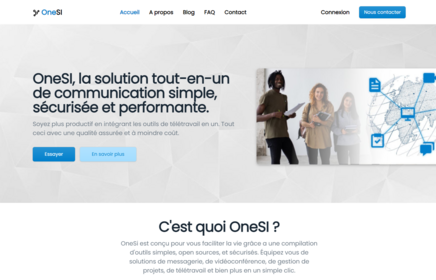 OneSI
Accueil A propos Blog FAQ Contact
Connexion
Nous contacter
OneSI, la solution tout-en-un
de communication simple,
sécurisée et performante.
Soyez plus productif en intégrant les outils de télétravail en un. Tout
ceci avec une qualité assurée et à moindre coût.
Essayer
En savoir plus
C'est quoi OneSI ?
OneSI est conçu pour vous faciliter la vie grâce a une compilation
d'outils simples, open sources, et sécurisés. Équipez vous de
solutions de messagerie, de vidéoconférence, de gestion de
projets, de télétravail et bien plus en un simple clic.